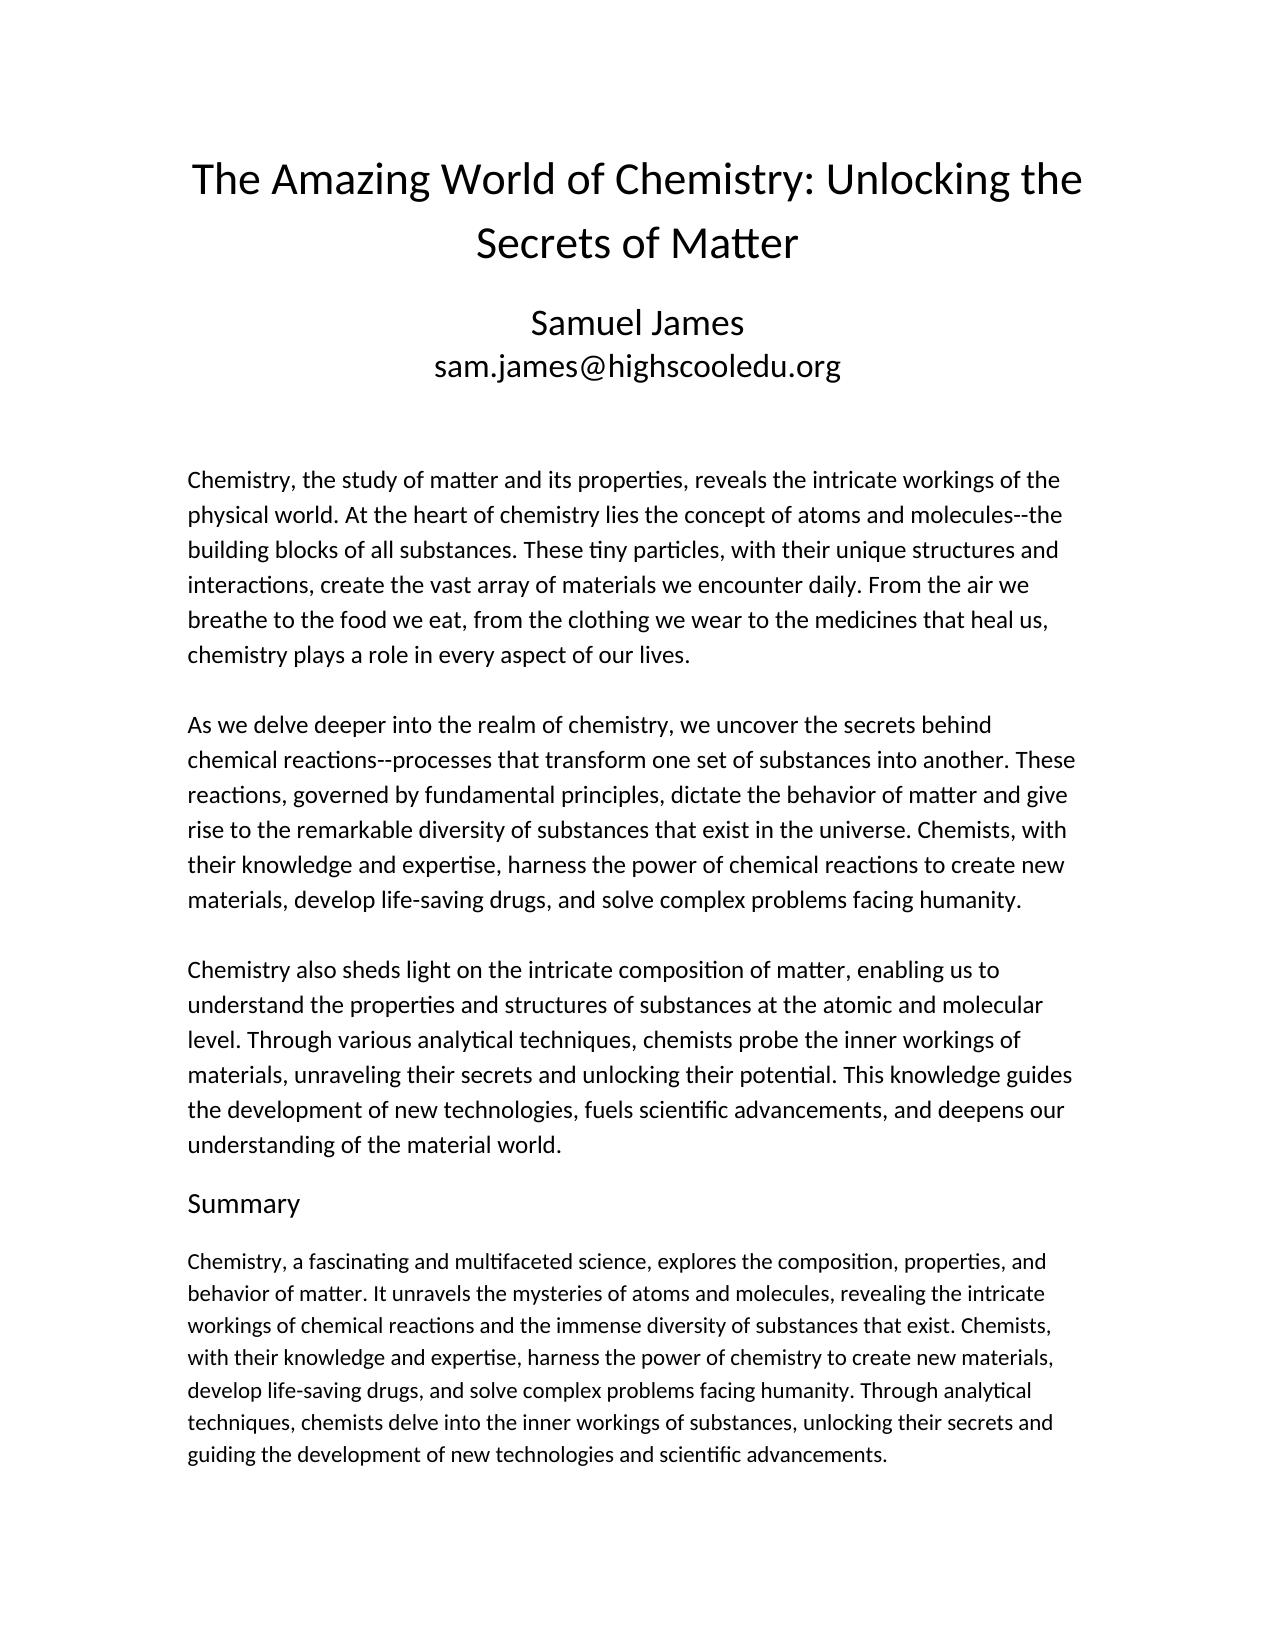 The Amazing World of Chemistry: Unlocking the
Secrets of Matter
Samuel James
sam.james@highscooledu.org
Chemistry, the study of matter and its properties, reveals the intricate workings of the
physical world. At the heart of chemistry lies the concept of atoms and molecules--the
building blocks of all substances. These tiny particles, with their unique structures and
interactions, create the vast array of materials we encounter daily. From the air we
breathe to the food we eat, from the clothing we wear to the medicines that heal us,
chemistry plays a role in every aspect of our lives.
As we delve deeper into the realm of chemistry, we uncover the secrets behind
chemical reactions--processes that transform one set of substances into another. These
reactions, governed by fundamental principles, dictate the behavior of matter and give
rise to the remarkable diversity of substances that exist in the universe. Chemists, with
their knowledge and expertise, harness the power of chemical reactions to create new
materials, develop life-saving drugs, and solve complex problems facing humanity.
Chemistry also sheds light on the intricate composition of matter, enabling us to
understand the properties and structures of substances at the atomic and molecular
level. Through various analytical techniques, chemists probe the inner workings of
materials, unraveling their secrets and unlocking their potential. This knowledge guides
the development of new technologies, fuels scientific advancements, and deepens our
understanding of the material world.
Summary
Chemistry, a fascinating and multifaceted science, explores the composition, properties, and
behavior of matter. It unravels the mysteries of atoms and molecules, revealing the intricate
workings of chemical reactions and the immense diversity of substances that exist. Chemists,
with their knowledge and expertise, harness the power of chemistry to create new materials,
develop life-saving drugs, and solve complex problems facing humanity. Through analytical
techniques, chemists delve into the inner workings of substances, unlocking their secrets and
guiding the development of new technologies and scientific advancements.